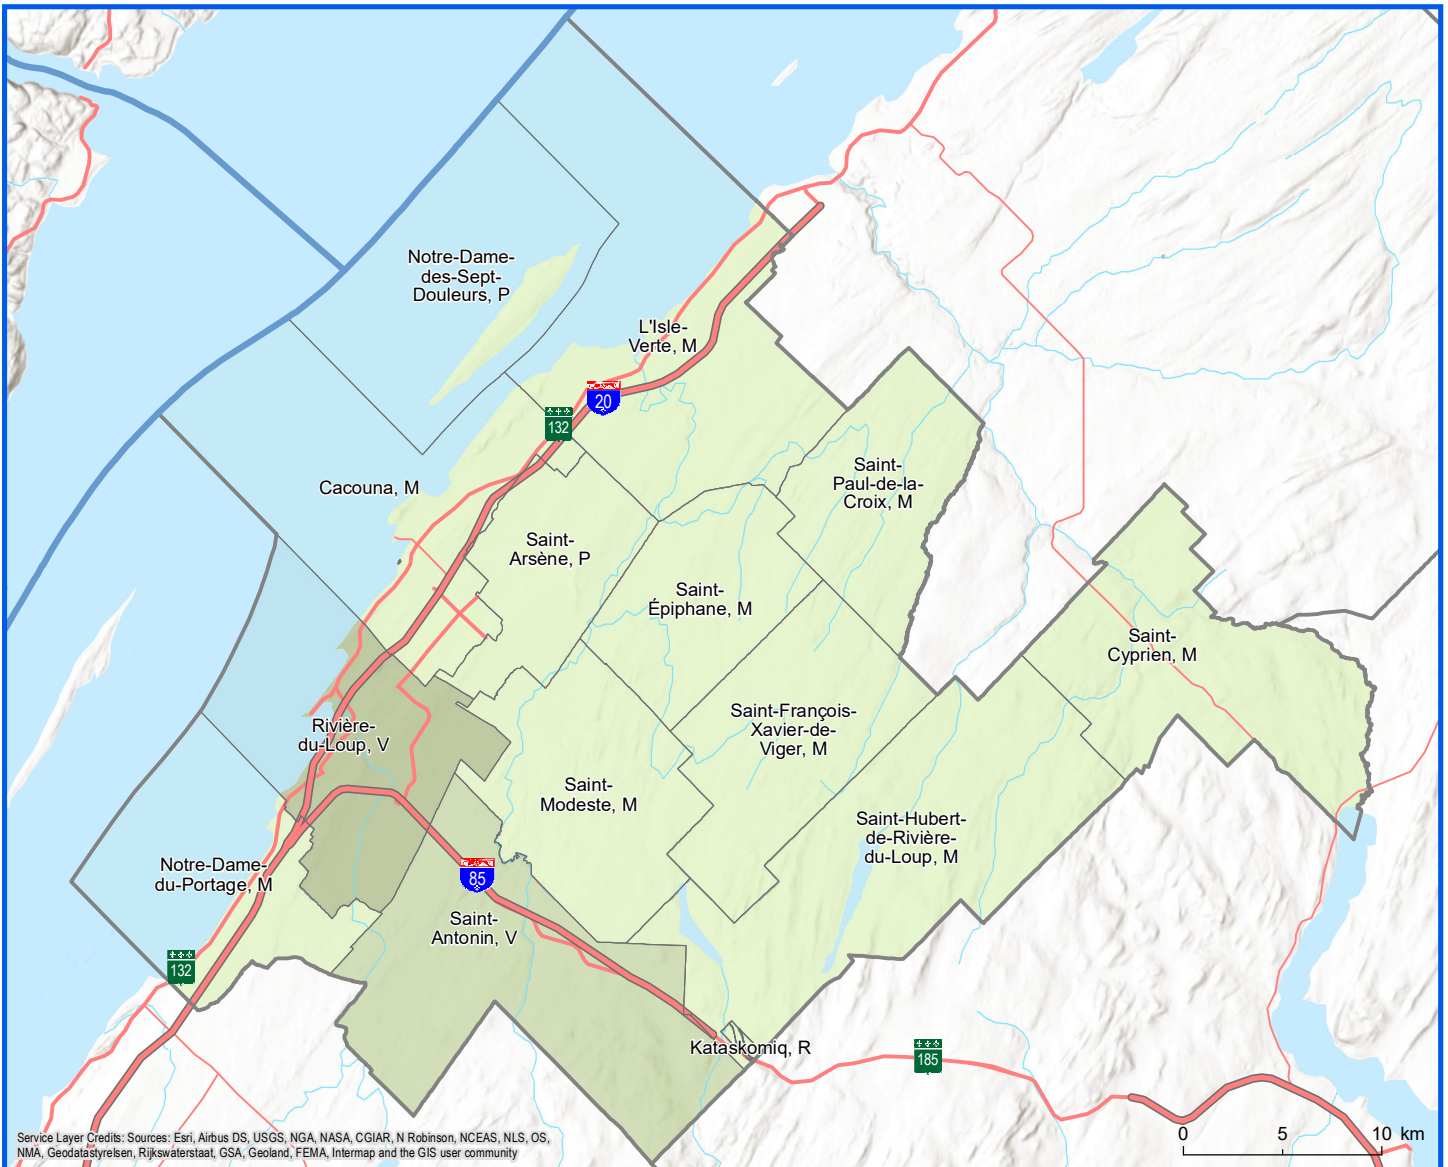 Notre-Dame-
des-Sept-
Douleurs, P
L'Isle-
Verte, M
20
132
Cacouna, M
Saint-
Paul-de-la-
Croix, M
Saint-
Arsène, P
Saint-
Épiphane, M
Saint-
Cyprien, M
Rivière-
du-Loup, V
Saint-François-
Xavier-de-
Viger, M
Saint-
Modeste, M
Saint-Hubert-
de-Rivière-
du-Loup, M
Notre-Dame-
du-Portage, M
85
Saint-
Antonin, V
132
Kataskomiq, R
185
0 5 10 km
Service Layer Credits: Sources: Esri, Airbus DS, USGS, NGA, NASA, CGIAR, N Robinson, NCEAS, NLS, OS,
NMA, Geodatastyrelsen, Rijkswaterstaat, GSA, Geoland, FEMA, Intermap and the GIS user community